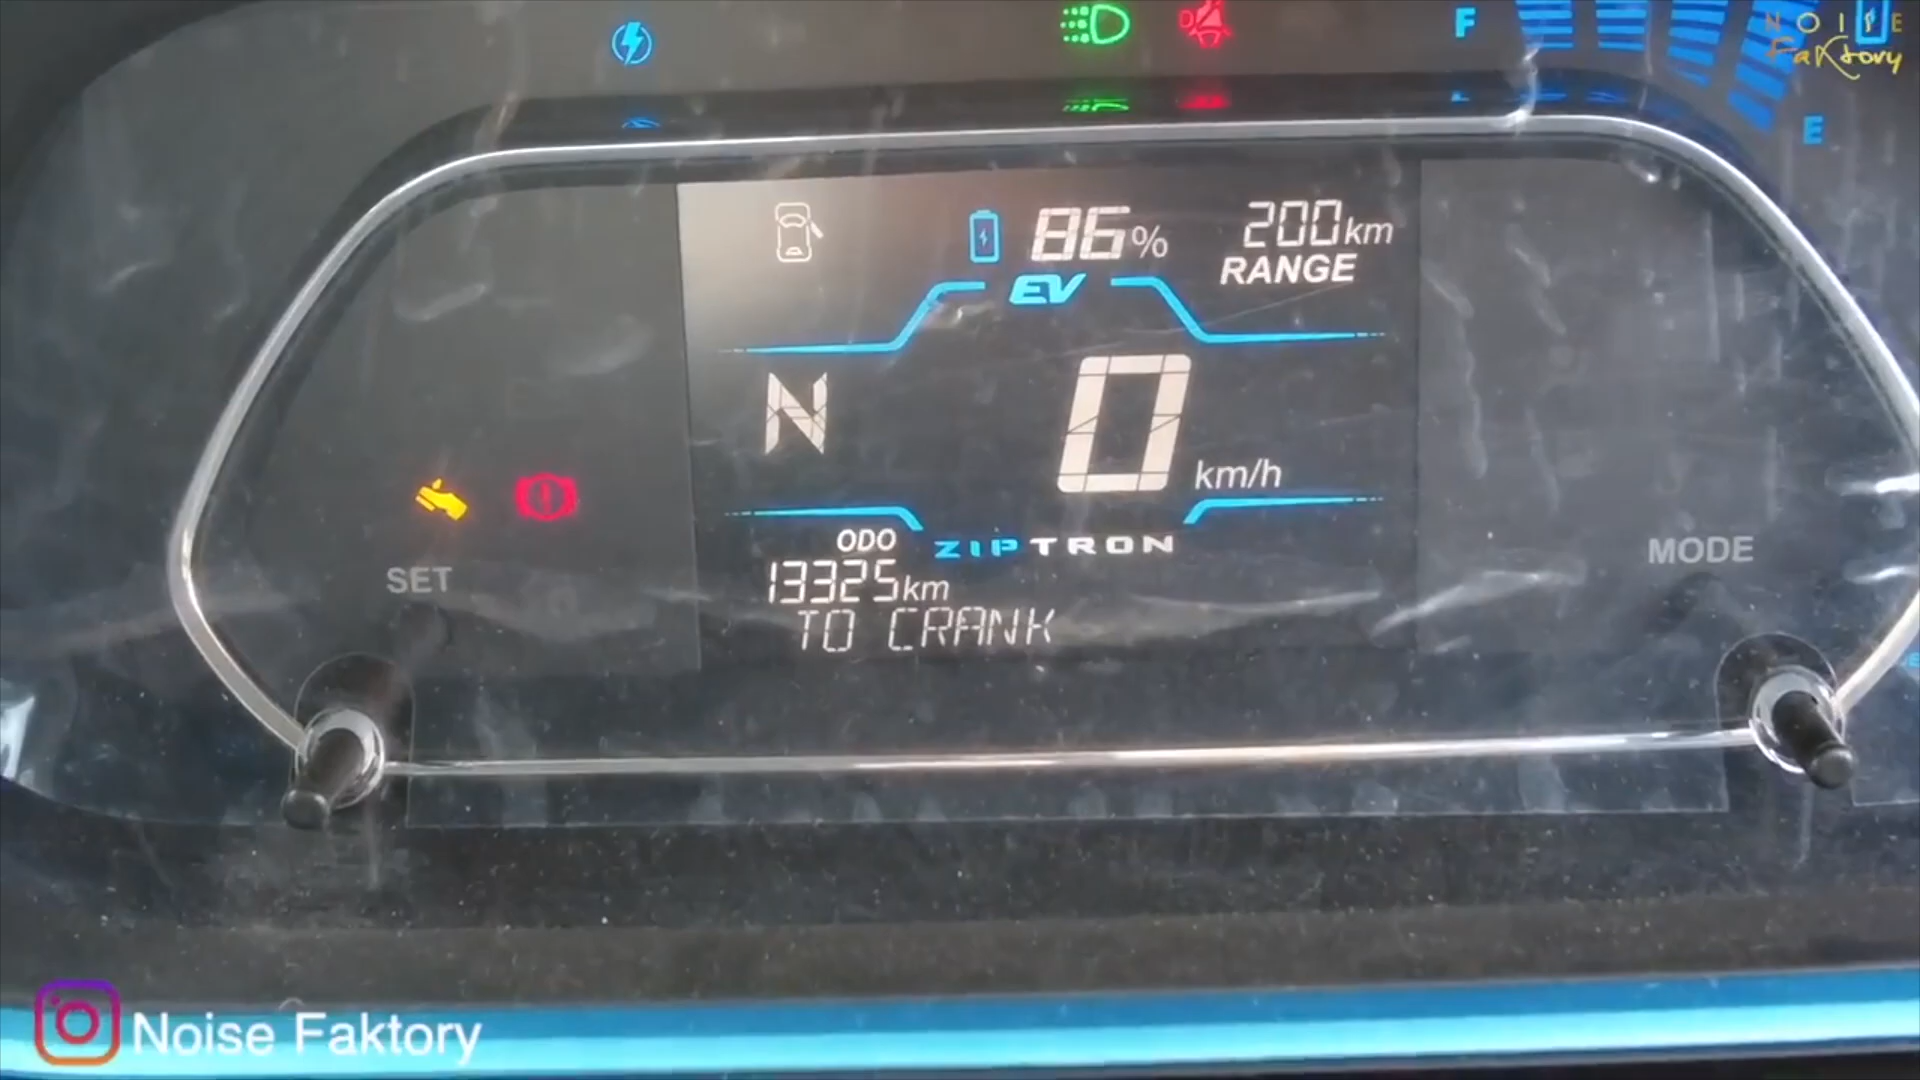 F
NOISE
Faktory
E
86%
200km
RANGE
EV
N
0
km/h
ZIPTRON
ODO
13325km
TO CRANK
SET
MODE
Noise Faktory